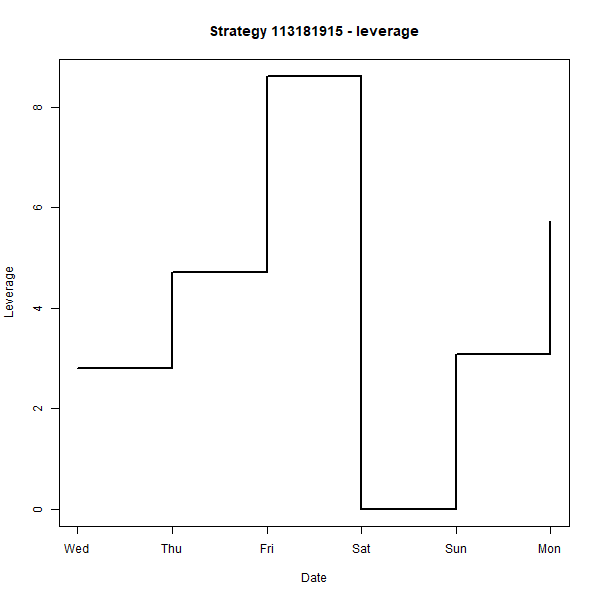 Strategy 113181915 - leverage
Leverage
8
6
4
2
0
Wed Thu Fri Sat Sun Mon
Date